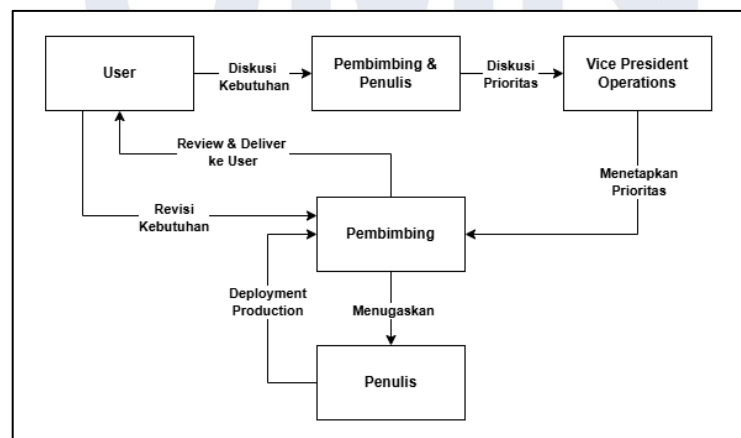 User
Diskusi
Kebutuhan
Pembimbing &
Penulis
Diskusi
Prioritas
Vice President
Operations
Review & Deliver
ke User
Menetapkan
Prioritas
Revisi
Kebutuhan
Pembimbing
Deployment
Production
Menugaskan
Penulis